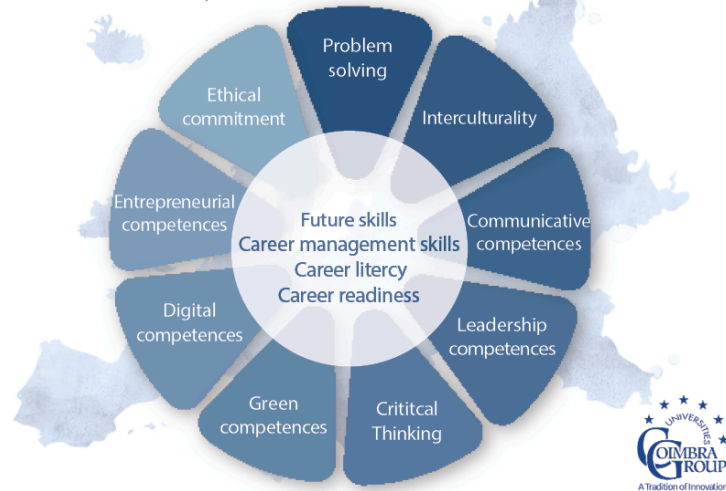 Problem
solving
Interculturality
Communicative
competences
Leadership
competences
Crititcal
Thinking
Green
competences
Digital
competences
Entrepreneurial
competences
Ethical
commitment
Future skills
Career management skills
Career litercy
Career readiness
UNIVERSITIES
COIMBRA
GROUP
A Tradition of Innovation